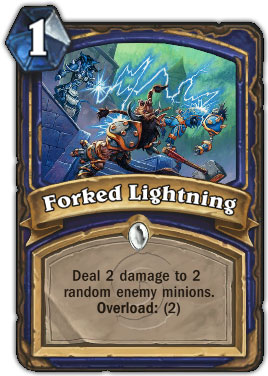 1
Forked Lightning
Deal 2 damage to 2
random enemy minions.
Overload: (2)